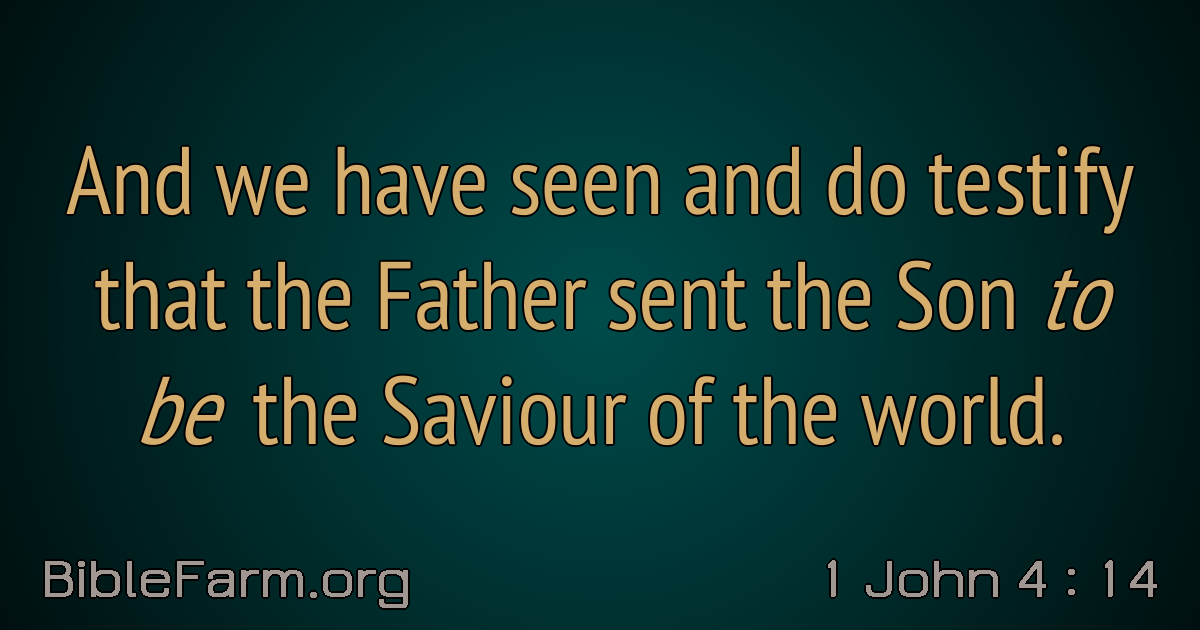 And we have seen and do testify
that the Father sent the Son to
be the Saviour of the world.
BibleFarm.org
1 John 4 : 14